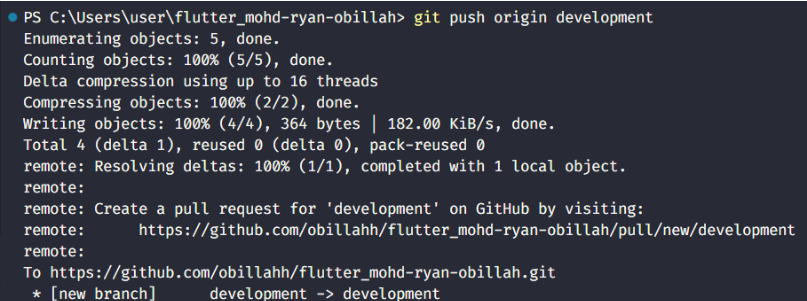 PS C:\Users\user\flutter_mohd-ryan-obillah> git push origin development
Enumerating objects: 5, done.
Counting objects: 100% (5/5), done.
Delta compression using up to 16 threads
Compressing objects: 100% (2/2), done.
Writing objects: 100% (4/4), 364 bytes | 182.00 KiB/s, done.
Total 4 (delta 1), reused 0 (delta 0), pack-reused 0
remote: Resolving deltas: 100% (1/1), completed with 1 local object.
remote:
remote: Create a pull request for 'development' on GitHub by visiting:
remote:      https://github.com/obillahh/flutter_mohd-ryan-obillah/pull/new/development
remote:
To https://github.com/obillahh/flutter_mohd-ryan-obillah.git
 * [new branch]      development -> development